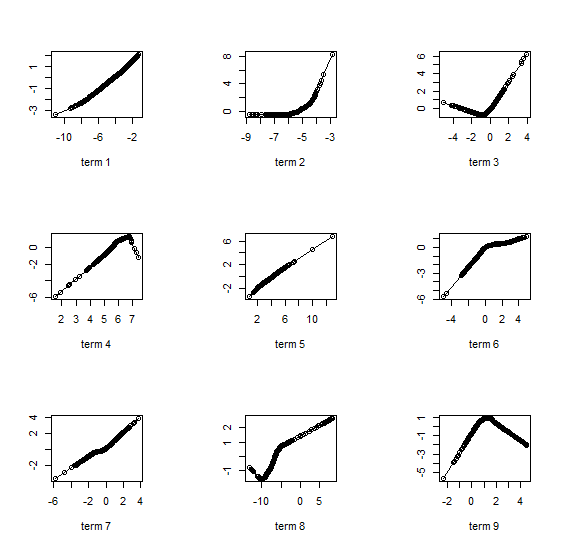 -3 -1 1
-10 -6 -2
term 1
0 4 8
-9 -7 -5 -3
term 2
0 2 4 6
-4 -2 0 2 4
term 3
-6 -2 0
2 3 4 5 6 7
term 4
-2 2 6
2 6 10
term 5
-6 -3 0
-4 0 2 4
term 6
-2 2 4
-6 -2 0 2 4
term 7
-1 1 2
-10 0 5
term 8
-5 -3 -1 1
-2 0 2 4
term 9